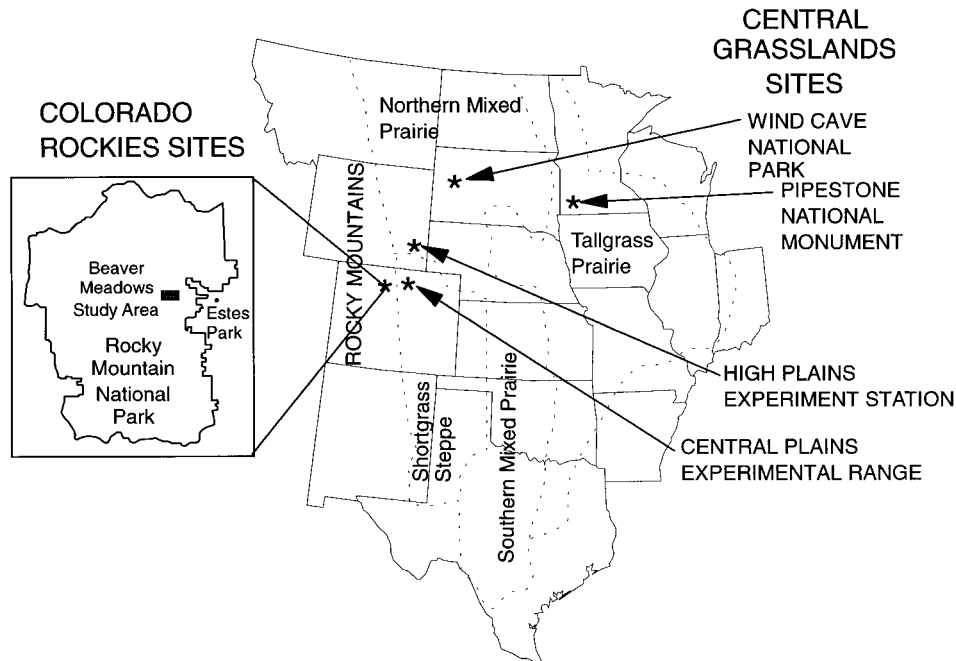 CENTRAL
GRASSLANDS
SITES
COLORADO
ROCKIES SITES
Northern Mixed
Prairie
WIND CAVE
NATIONAL
PARK
PIPESTONE
NATIONAL
MONUMENT
ROCKY MOUNTAINS
Tallgrass
Prairie
Beaver
Meadows
Study Area
Estes
Park
Rocky
Mountain
National
Park
Shortgrass
Steppe
Southern Mixed Prairie
HIGH PLAINS
EXPERIMENT STATION
CENTRAL PLAINS
EXPERIMENTAL RANGE